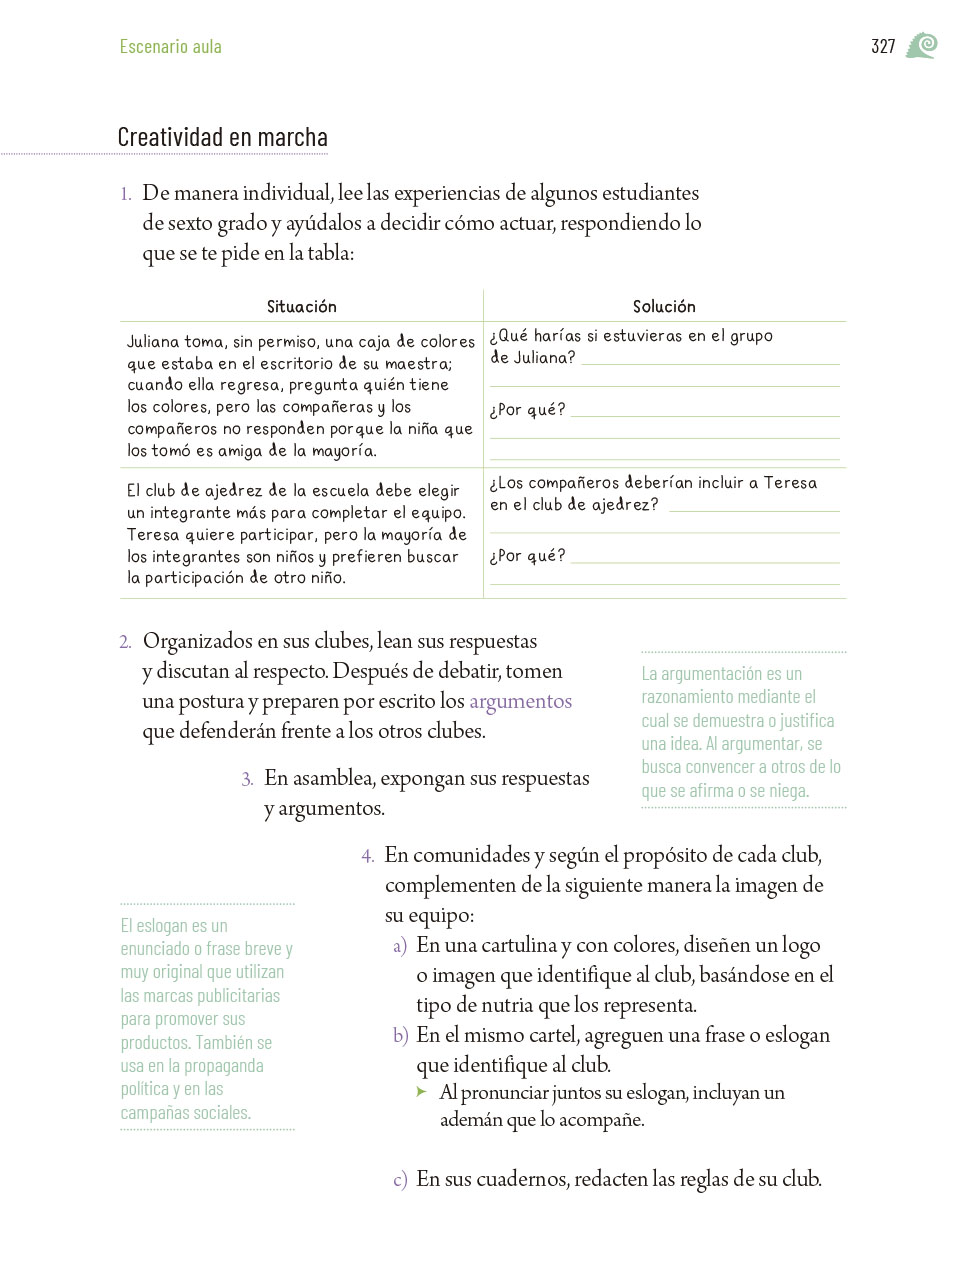 Escenario aula
327
Creatividad en marcha
1. De manera individual, lee las experiencias de algunos estudiantes
de sexto grado y ayúdalos a decidir cómo actuar, respondiendo lo
que se te pide en la tabla:
Situación
Solución
Juliana toma, sin permiso, una caja de colores
que estaba en el escritorio de su maestra;
cuando ella regresa, pregunta quién tiene
los colores, pero las compañeras y los
compañeros no responden porque la niña que
los tomó es amiga de la mayoría.
¿Qué harías si estuvieras en el grupo
de Juliana?
¿Por qué?
El club de ajedrez de la escuela debe elegir
un integrante más para completar el equipo.
Teresa quiere participar, pero la mayoría de
los integrantes son niños y prefieren buscar
la participación de otro niño.
¿Los compañeros deberían incluir a Teresa
en el club de ajedrez?
¿Por qué?
2. Organizados en sus clubes, lean sus respuestas
y discutan al respecto. Después de debatir, tomen
una postura y preparen por escrito los argumentos
que defenderán frente a los otros clubes.
La argumentación es un
razonamiento mediante el
cual se demuestra o justifica
una idea. Al argumentar, se
busca convencer a otros de lo
que se afirma o se niega.
3. En asamblea, expongan sus respuestas
y argumentos.
4. En comunidades y según el propósito de cada club,
complementen de la siguiente manera la imagen de
su equipo:
a) En una cartulina y con colores, diseñen un logo
o imagen que identifique al club, basándose en el
tipo de nutria que los representa.
b) En el mismo cartel, agreguen una frase o eslogan
que identifique al club.
➤ Al pronunciar juntos su eslogan, incluyan un
ademán que lo acompañe.
c) En sus cuadernos, redacten las reglas de su club.
El eslogan es un
enunciado o frase breve y
muy original que utilizan
las marcas publicitarias
para promover sus
productos. También se
usa en la propaganda
política y en las
campañas sociales.